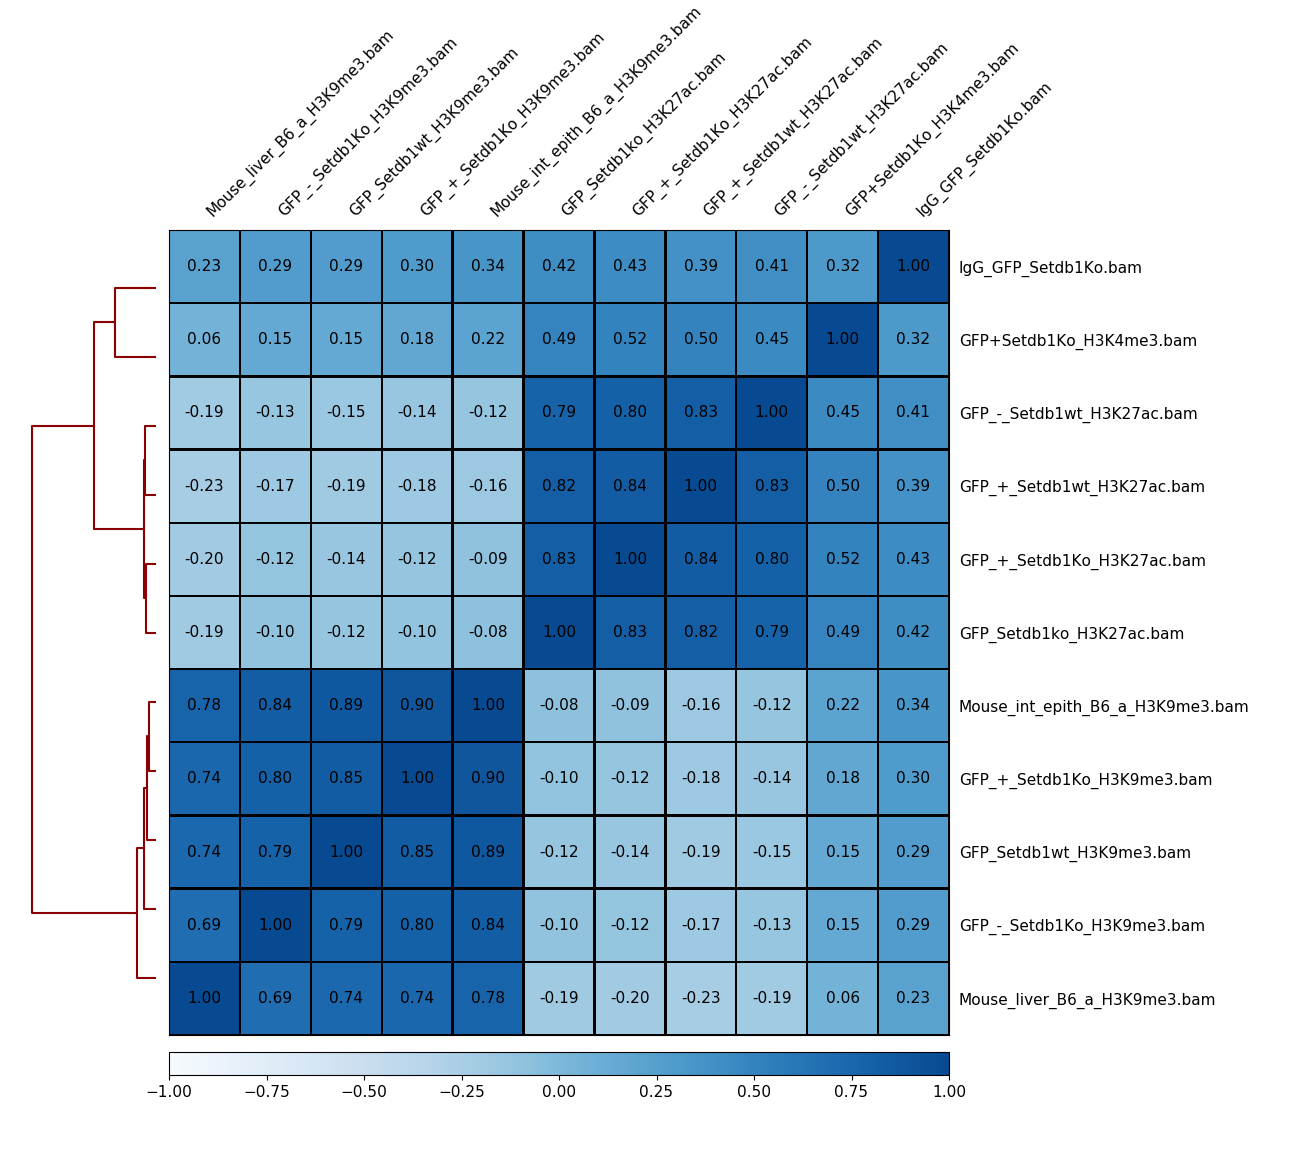 Mouse_liver_B6_a_H3K9me3.bam
GFP_-_Setdb1Ko_H3K9me3.bam
GFP_Setdb1wt_H3K9me3.bam
GFP_+_Setdb1Ko_H3K9me3.bam
Mouse_int_epith_B6_a_H3K9me3.bam
GFP_Setdb1ko_H3K27ac.bam
GFP_+_Setdb1Ko_H3K27ac.bam
GFP_+_Setdb1wt_H3K27ac.bam
GFP_-_Setdb1wt_H3K27ac.bam
GFP+Setdb1Ko_H3K4me3.bam
IgG_GFP_Setdb1Ko.bam
0.23 0.29 0.29 0.30 0.34 0.42 0.43 0.39 0.41 0.32 1.00 IgG_GFP_Setdb1Ko.bam
0.06 0.15 0.15 0.18 0.22 0.49 0.52 0.50 0.45 1.00 0.32 GFP+Setdb1Ko_H3K4me3.bam
-0.19 -0.13 -0.15 -0.14 -0.12 0.79 0.80 0.83 1.00 0.45 0.41 GFP_-_Setdb1wt_H3K27ac.bam
-0.23 -0.17 -0.19 -0.18 -0.16 0.82 0.84 1.00 0.83 0.50 0.39 GFP_+_Setdb1wt_H3K27ac.bam
-0.20 -0.12 -0.14 -0.12 -0.09 0.83 1.00 0.84 0.80 0.52 0.43 GFP_+_Setdb1Ko_H3K27ac.bam
-0.19 -0.10 -0.12 -0.10 -0.08 1.00 0.83 0.82 0.79 0.49 0.42 GFP_Setdb1ko_H3K27ac.bam
0.78 0.84 0.89 0.90 1.00 -0.08 -0.09 -0.16 -0.12 0.22 0.34 Mouse_int_epith_B6_a_H3K9me3.bam
0.74 0.80 0.85 1.00 0.90 -0.10 -0.12 -0.18 -0.14 0.18 0.30 GFP_+_Setdb1Ko_H3K9me3.bam
0.74 0.79 1.00 0.85 0.89 -0.12 -0.14 -0.19 -0.15 0.15 0.29 GFP_Setdb1wt_H3K9me3.bam
0.69 1.00 0.79 0.80 0.84 -0.10 -0.12 -0.17 -0.13 0.15 0.29 GFP_-_Setdb1Ko_H3K9me3.bam
1.00 0.69 0.74 0.74 0.78 -0.19 -0.20 -0.23 -0.19 0.06 0.23 Mouse_liver_B6_a_H3K9me3.bam
−1.00 −0.75 −0.50 −0.25 0.00 0.25 0.50 0.75 1.00